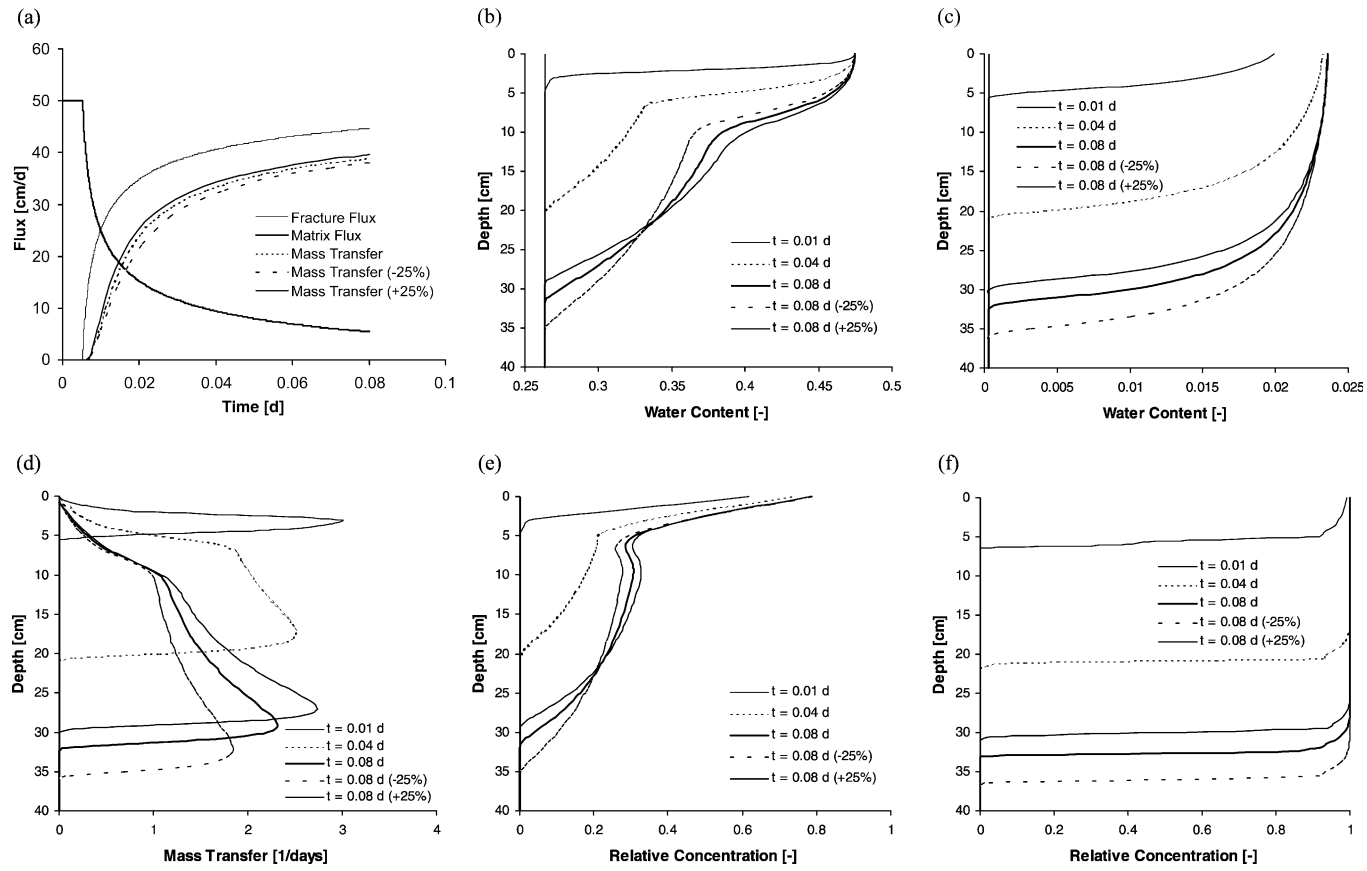 (a)
60
50
40
30
20
10
0
Flux [cm/d]
0
0.02
0.04
0.06
0.08
0.1
Time [d]
Fracture Flux
Matrix Flux
Mass Transfer
Mass Transfer (-25%)
Mass Transfer (+25%)
(b)
0
5
10
15
20
25
30
35
40
Depth [cm]
0.25
0.3
0.35
0.4
0.45
0.5
Water Content [-]
t = 0.01 d
t = 0.04 d
t = 0.08 d
t = 0.08 d (-25%)
t = 0.08 d (+25%)
(c)
0
5
10
15
20
25
30
35
40
Depth [cm]
0
0.005
0.01
0.015
0.02
0.025
Water Content [-]
t = 0.01 d
t = 0.04 d
t = 0.08 d
t = 0.08 d (-25%)
t = 0.08 d (+25%)
(d)
0
5
10
15
20
25
30
35
40
Depth [cm]
0
1
2
3
4
Mass Transfer [1/days]
t = 0.01 d
t = 0.04 d
t = 0.08 d
t = 0.08 d (-25%)
t = 0.08 d (+25%)
(e)
0
5
10
15
20
25
30
35
40
Depth [cm]
0
0.2
0.4
0.6
0.8
1
Relative Concentration [-]
t = 0.01 d
t = 0.04 d
t = 0.08 d
t = 0.08 d (-25%)
t = 0.08 d (+25%)
(f)
0
5
10
15
20
25
30
35
40
Depth [cm]
0
0.2
0.4
0.6
0.8
1
Relative Concentration [-]
t = 0.01 d
t = 0.04 d
t = 0.08 d
t = 0.08 d (-25%)
t = 0.08 d (+25%)